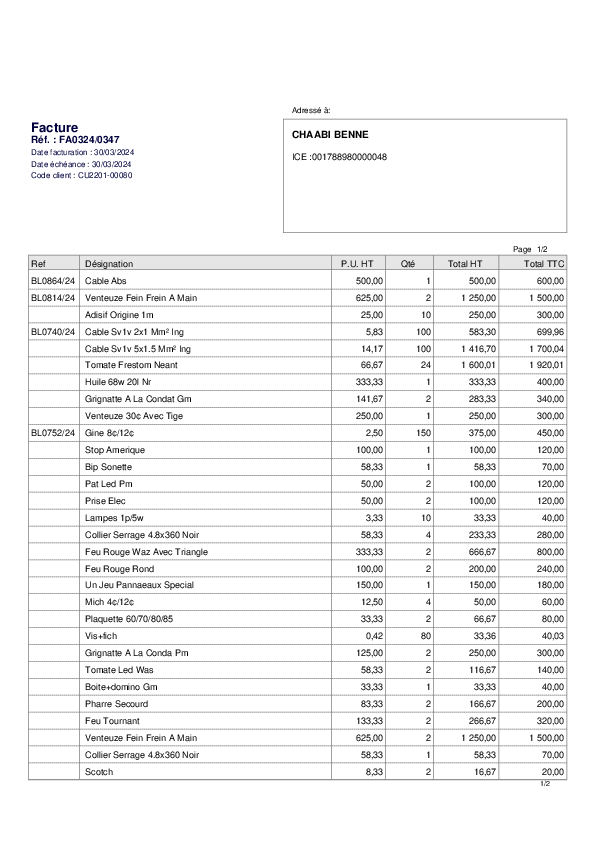 Adressé à:
Facture
Réf. : FA0324/0347
Date facturation : 30/03/2024
Date échéance : 30/03/2024
Code client : CU2201-00080
CHAABI BENNE
ICE :001788980000048
Page 1/2
Ref Désignation P.U. HT Qté Total HT Total TTC
BL0864/24 Cable Abs 500,00 1 500,00 600,00
BL0814/24 Venteuze Fein Frein A Main 625,00 2 1 250,00 1 500,00
Adisif Origine 1m 25,00 10 250,00 300,00
BL0740/24 Cable Sv1v 2x1 Mm² Ing 5,83 100 583,30 699,96
Cable Sv1v 5x1.5 Mm² Ing 14,17 100 1 416,70 1 700,04
Tomate Frestom Neant 66,67 24 1 600,01 1 920,01
Huile 68w 20l Nr 333,33 1 333,33 400,00
Grignatte A La Condat Gm 141,67 2 283,33 340,00
Venteuze 30¢ Avec Tige 250,00 1 250,00 300,00
BL0752/24 Gine 8¢/12¢ 2,50 150 375,00 450,00
Stop Amerique 100,00 1 100,00 120,00
Bip Sonette 58,33 1 58,33 70,00
Pat Led Pm 50,00 2 100,00 120,00
Prise Elec 50,00 2 100,00 120,00
Lampes 1p/5w 3,33 10 33,33 40,00
Collier Serrage 4.8x360 Noir 58,33 4 233,33 280,00
Feu Rouge Waz Avec Triangle 333,33 2 666,67 800,00
Feu Rouge Rond 100,00 2 200,00 240,00
Un Jeu Pannaeaux Special 150,00 1 150,00 180,00
Mich 4¢/12¢ 12,50 4 50,00 60,00
Plaquette 60/70/80/85 33,33 2 66,67 80,00
Vis+fich 0,42 80 33,36 40,03
Grignatte A La Conda Pm 125,00 2 250,00 300,00
Tomate Led Was 58,33 2 116,67 140,00
Boite+domino Gm 33,33 1 33,33 40,00
Pharre Secourd 83,33 2 166,67 200,00
Feu Tournant 133,33 2 266,67 320,00
Venteuze Fein Frein A Main 625,00 2 1 250,00 1 500,00
Collier Serrage 4.8x360 Noir 58,33 1 58,33 70,00
Scotch 8,33 2 16,67 20,00
1/2